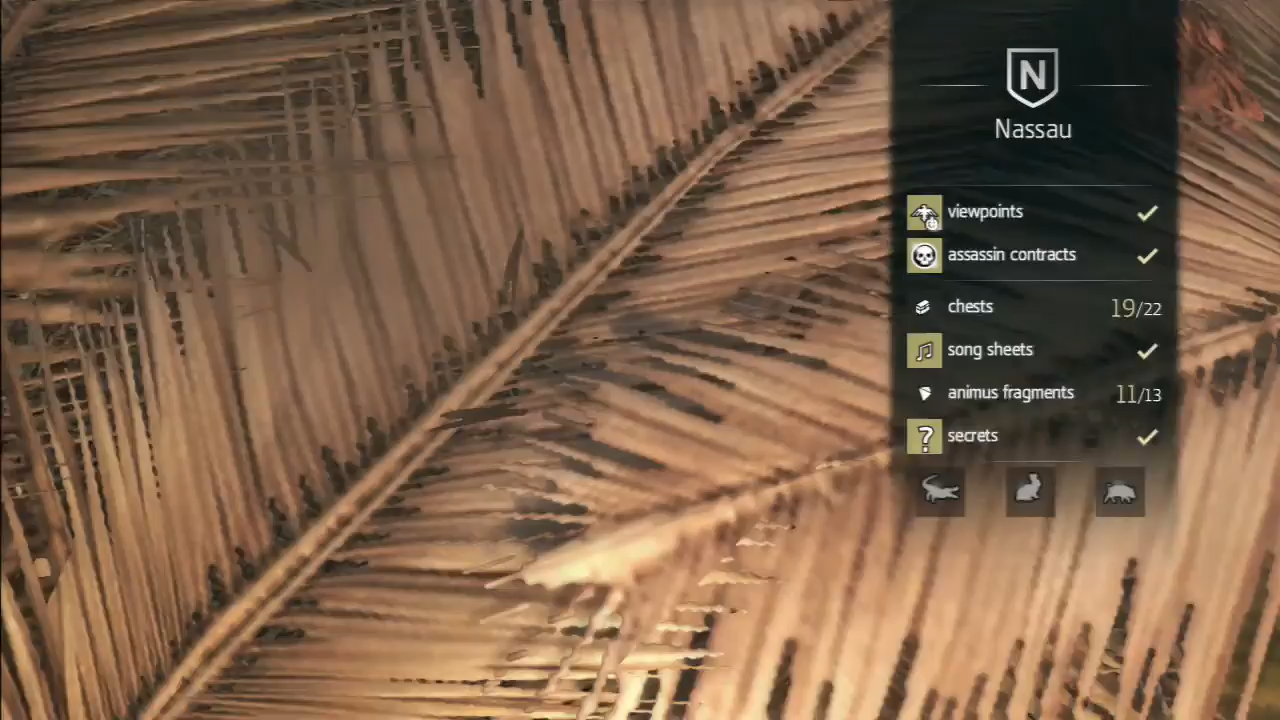 N
Nassau
viewpoints
assassin contracts
chests 19/22
song sheets
animus fragments 11/13
? secrets